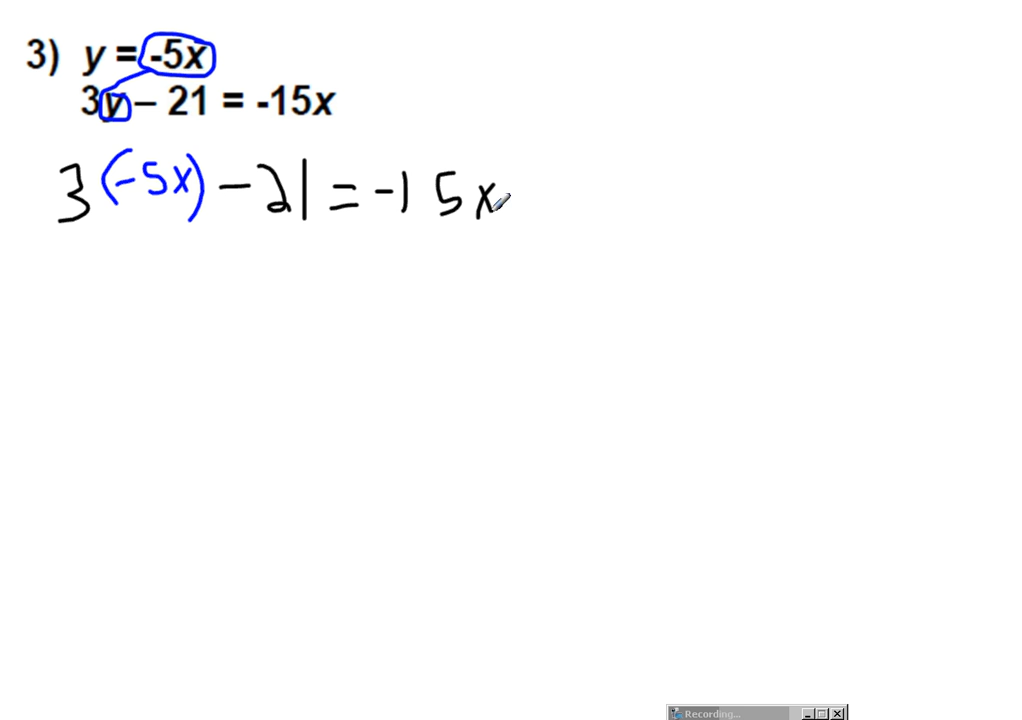 3) y = -5x
3y – 21 = -15x
3(-5x) - 21 = -15x
Recording...